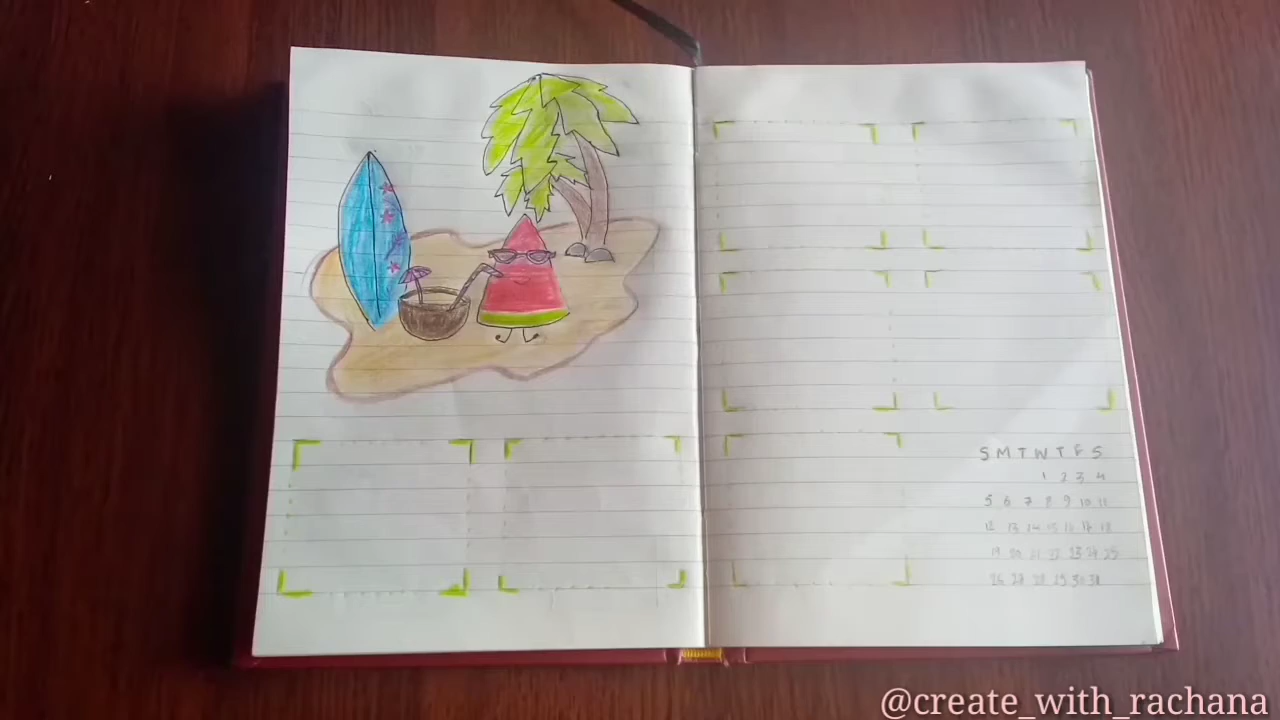 S M T W T F S
1 2 3 4
5 6 7 8 9 10 11
12 13 14 15 16 17 18
19 20 21 22 23 24 25
26 27 28 29 30 31
@create_with_rachana